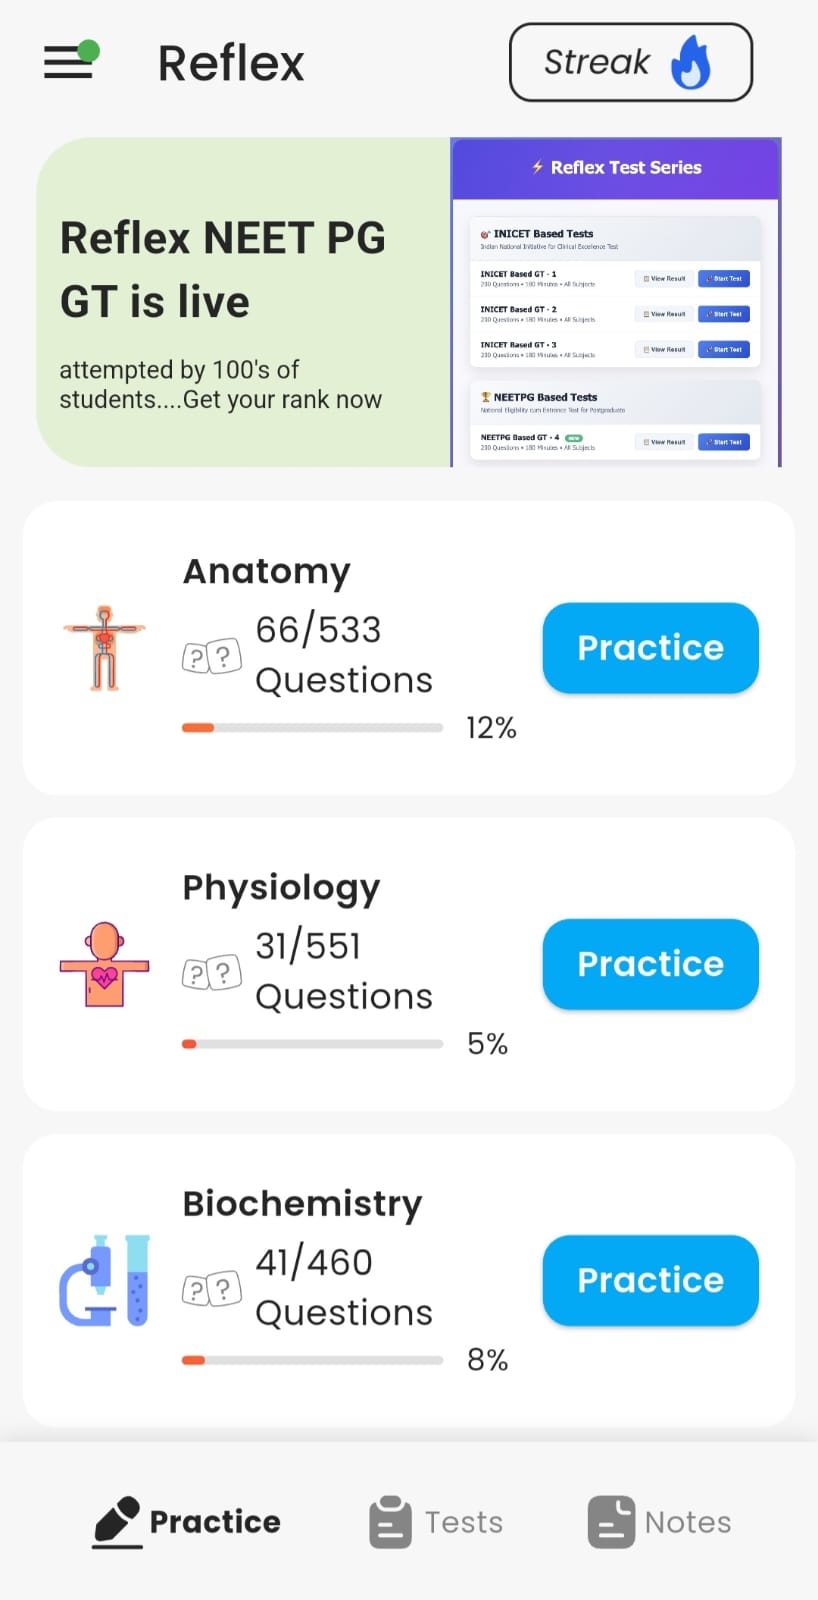 Reflex
Streak
Reflex NEET PG
GT is live
attempted by 100's of
students....Get your rank now
⚡ Reflex Test Series
🎯 INICET Based Tests
Indian National Initiative for Clinical Excellence Test
INICET Based GT - 1
View Result
Start Test
200 Questions • 180 Minutes • All Subjects
INICET Based GT - 2
View Result
Start Test
200 Questions • 180 Minutes • All Subjects
INICET Based GT - 3
View Result
Start Test
200 Questions • 180 Minutes • All Subjects
🏆 NEETPG Based Tests
National Eligibility cum Entrance Test for Postgraduate
NEETPG Based GT - 4 NEW
View Result
Start Test
200 Questions • 180 Minutes • All Subjects
Anatomy
? ?
66/533
Questions
12%
Practice
Physiology
? ?
31/551
Questions
5%
Practice
Biochemistry
? ?
41/460
Questions
8%
Practice
Practice
Tests
Notes